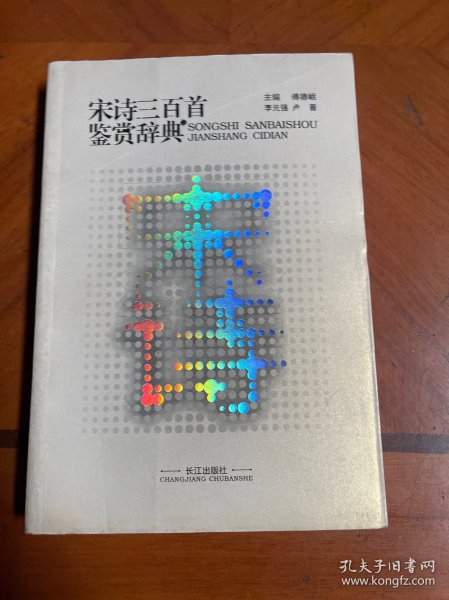 宋诗三百首
鉴赏辞典
SONGSHI SANBAISHOU
JIANSHANG CIDIAN
主编 傅德岷
李元强 卢晋
宋诗
长江出版社
CHANGJIANG CHUBANSHE
孔夫子旧书网
www.kongfz.com